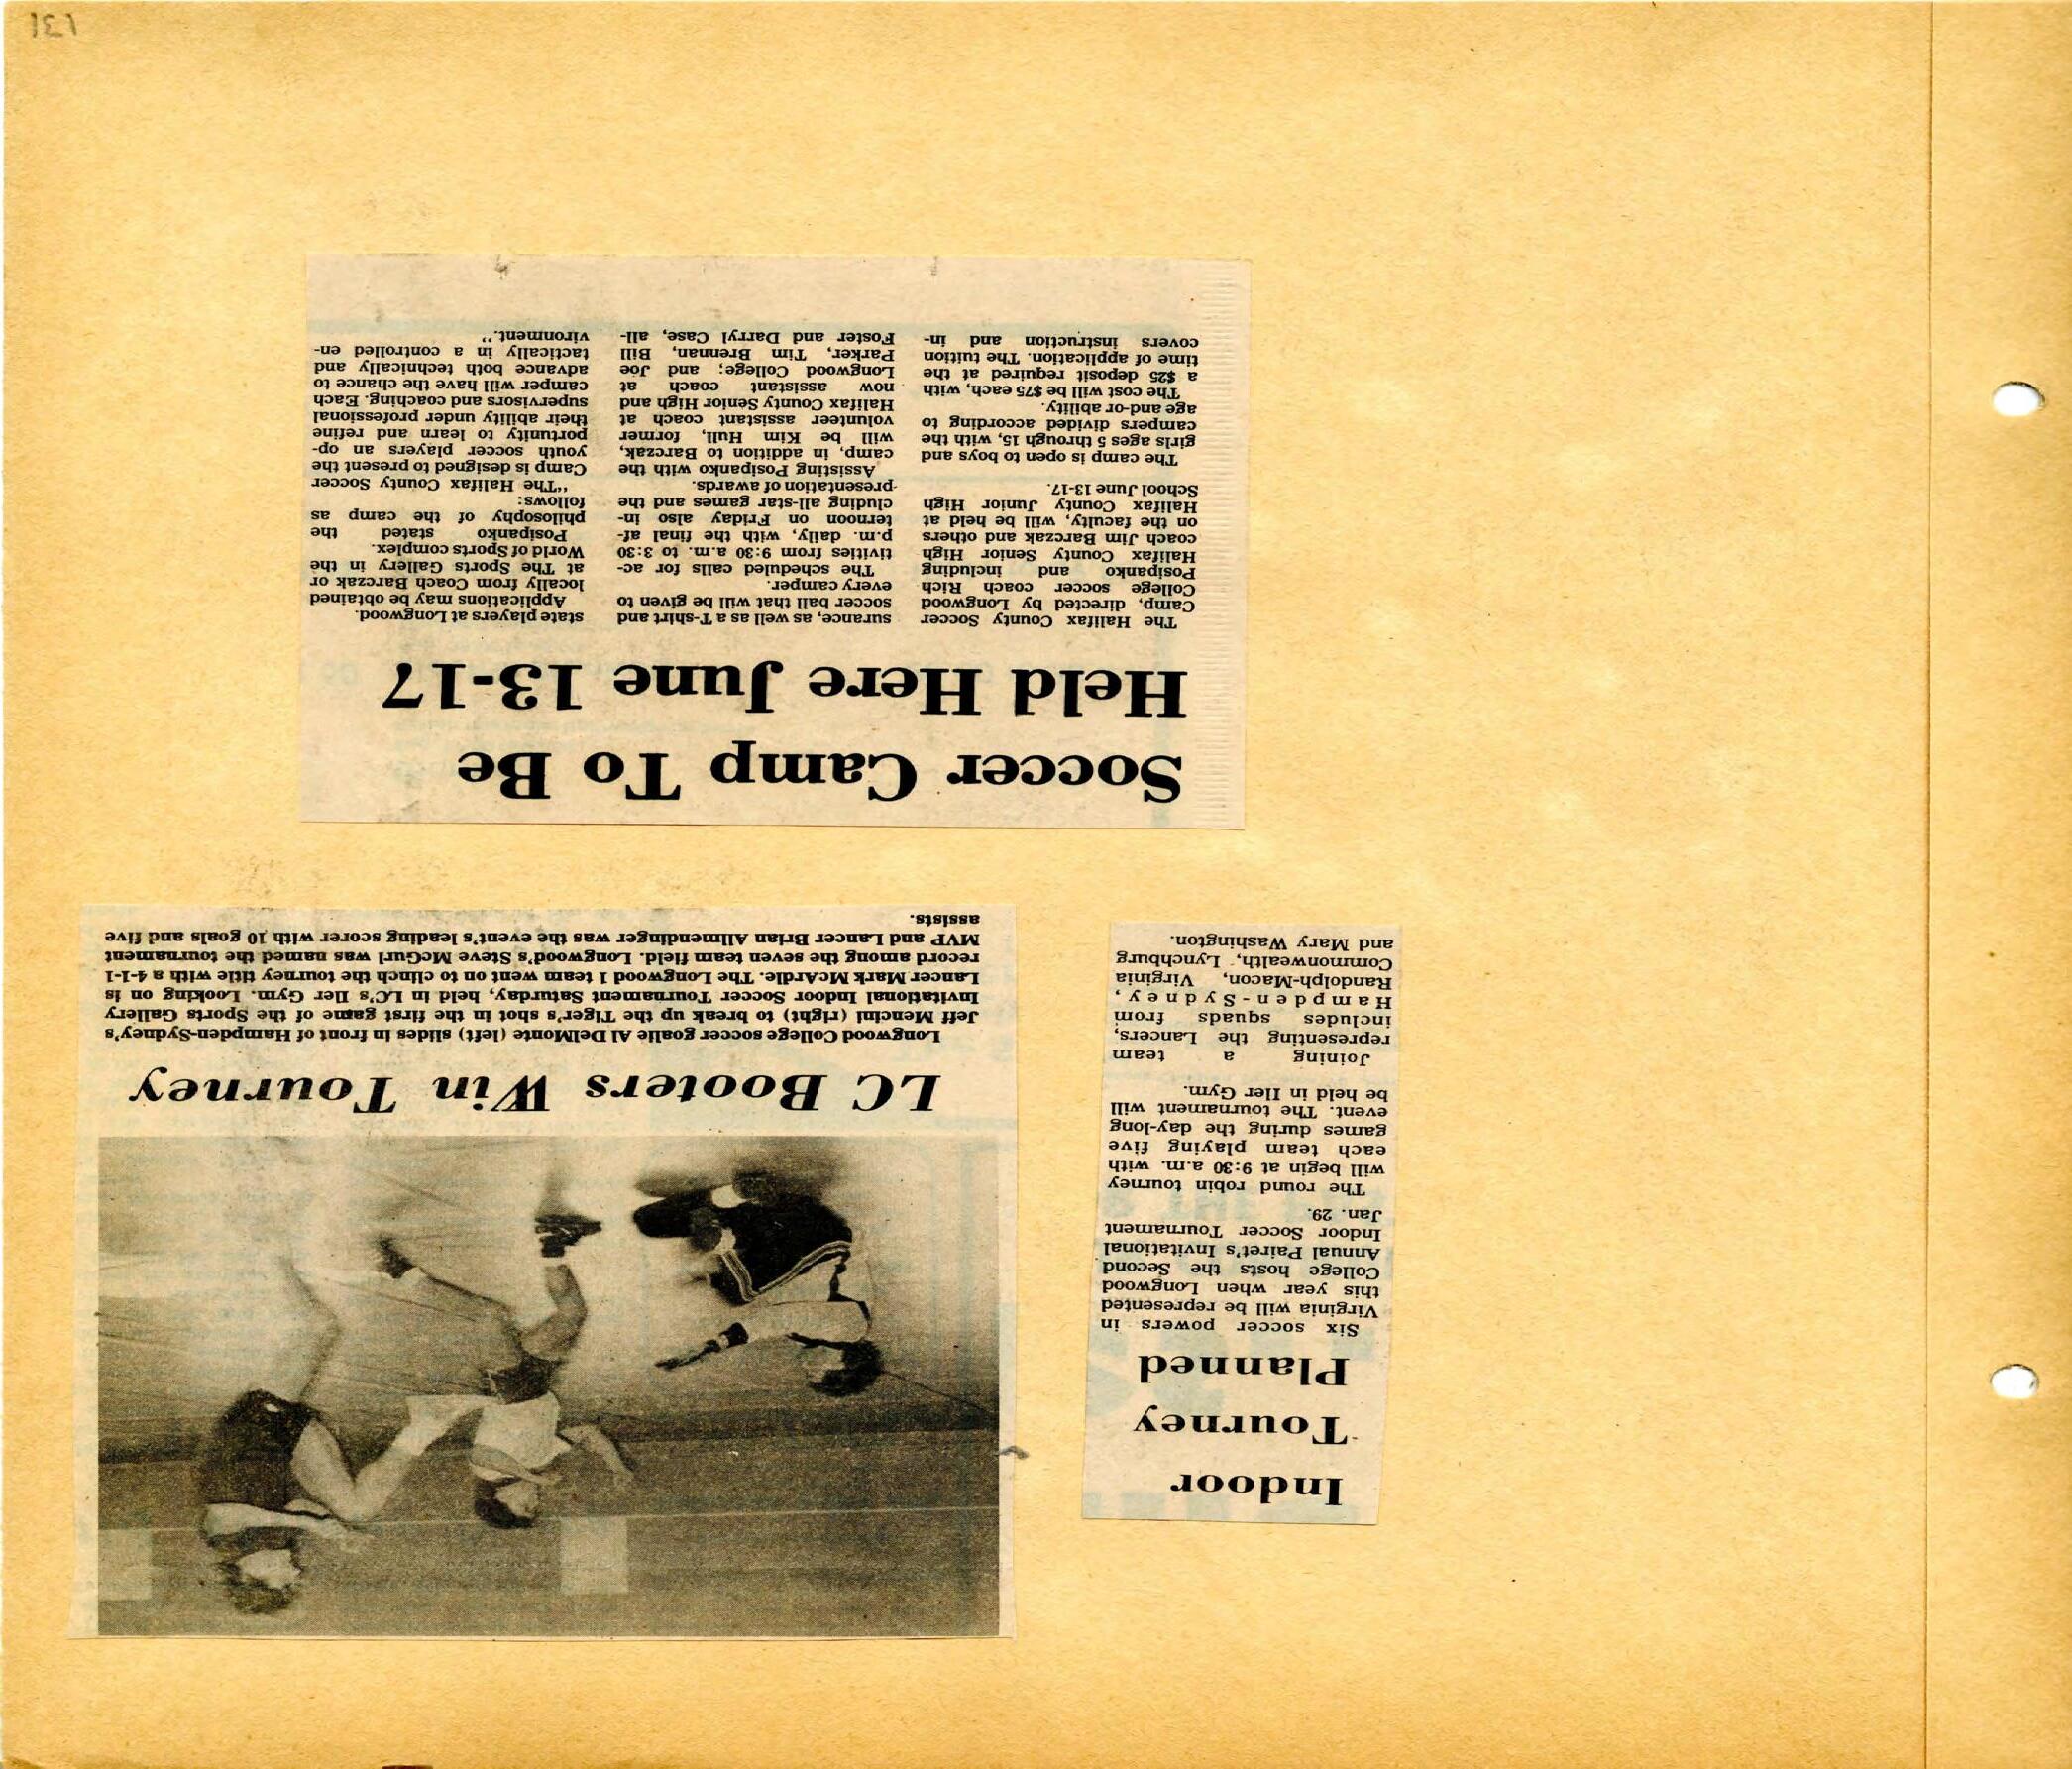 Indoor
Tourney
Planned
Six soccer powers in
Virginia will be represented
this year when Longwood
College hosts the Second
Annual Pairet's Invitational
Indoor Soccer Tournament
Jan. 29.
The round robin tourney
will begin at 9:30 a.m. with
each team playing five
games during the day-long
event. The tournament will
be held in Iler Gym.
Joining a team
representing the Lancers,
includes squads from
Hampden-Sydney,
Randolph-Macon, Virginia
Commonwealth, Lynchburg
and Mary Washington.
LC Booters Win Tourney
Longwood College soccer goalie Al DelMonte (left) slides in front of Hampden-Sydney's
Jeff Mencini (right) to break up the Tiger's shot in the first game of the Sports Gallery
Invitational Indoor Soccer Tournament Saturday, held in LC's Iler Gym. Looking on is
Lancer Mark McArdle. The Longwood 1 team went on to clinch the tourney title with a 4-1-1
record among the seven team field. Longwood's Steve McGurl was named the tournament
MVP and Lancer Brian Allmendinger was the event's leading scorer with 10 goals and five
assists.
Soccer Camp To Be
Held Here June 13-17
The Halifax County Soccer
Camp, directed by Longwood
College soccer coach Rich
Posipanko and including
Halifax County Senior High
coach Jim Barczak and others
on the faculty, will be held at
Halifax County Junior High
School June 13-17.
The camp is open to boys and
girls ages 5 through 15, with the
campers divided according to
age and-or ability.
The cost will be $75 each, with
a $25 deposit required at the
time of application. The tuition
covers instruction and in-
surance, as well as a T-shirt and
soccer ball that will be given to
every camper.
The scheduled calls for ac-
tivities from 9:30 a.m. to 3:30
p.m. daily, with the final af-
ternoon on Friday also in-
cluding all-star games and the
presentation of awards.
Assisting Posipanko with the
camp, in addition to Barczak,
will be Kim Hull, former
volunteer assistant coach at
Halifax County Senior High and
now assistant coach at
Longwood College; and Joe
Parker, Tim Brennan, Bill
Foster and Darryl Case, all-
state players at Longwood.
Applications may be obtained
locally from Coach Barczak or
at The Sports Gallery in the
World of Sports complex.
Posipanko stated the
philosophy of the camp as
follows:
"The Halifax County Soccer
Camp is designed to present the
youth soccer players an op-
portunity to learn and refine
their ability under professional
supervisors and coaching. Each
camper will have the chance to
advance both technically and
tactically in a controlled en-
vironment."
131